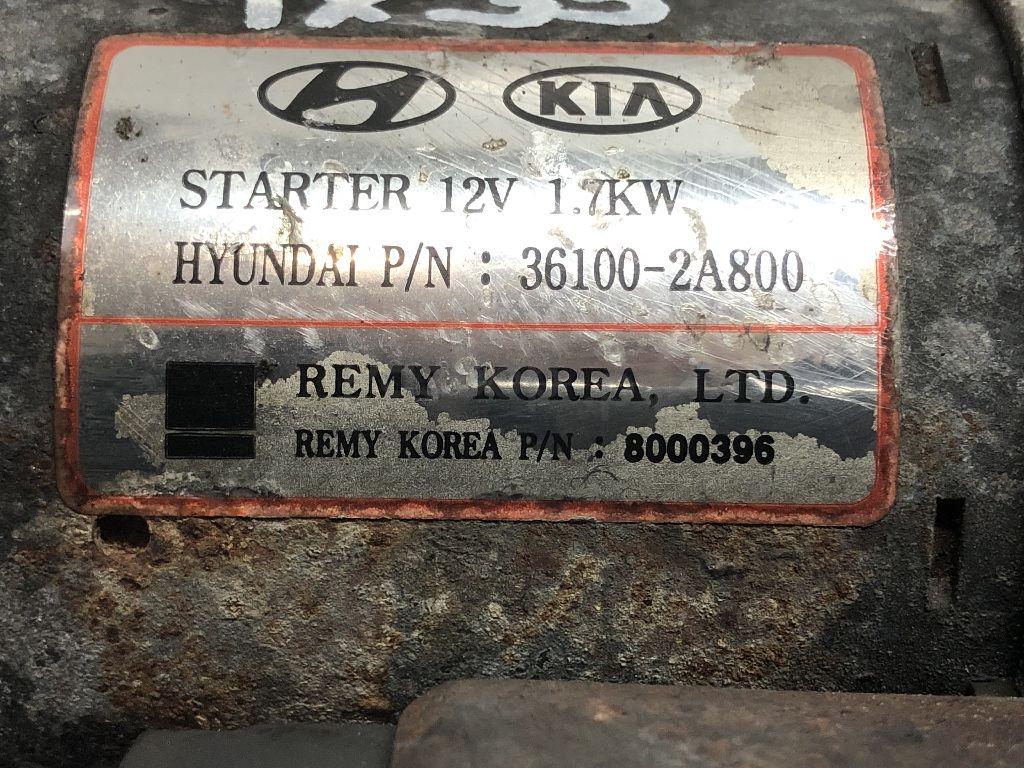 KIA
STARTER 12V 1.7KW
HYUNDAI P/N : 36100-2A800
REMY KOREA, LTD.
REMY KOREA P/N : 8000396